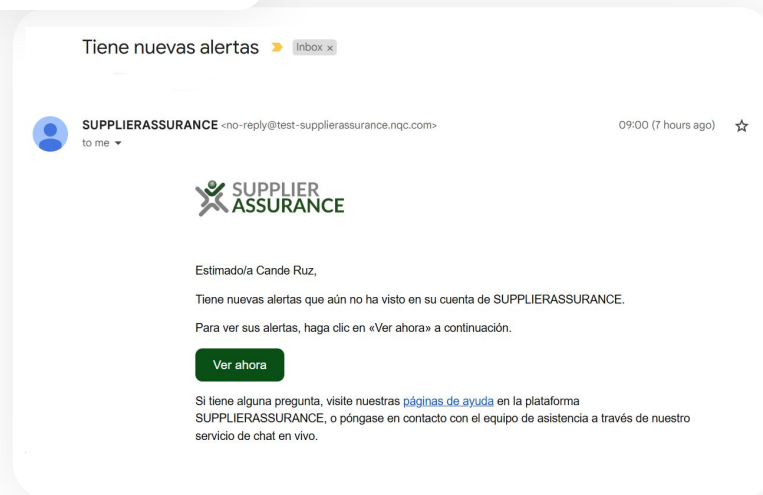 Tiene nuevas alertas Inbox ×
SUPPLIERASSURANCE <no-reply@test-supplierassurance.nqc.com> 09:00 (7 hours ago)
to me
SUPPLIER
ASSURANCE
Estimado/a Cande Ruz,
Tiene nuevas alertas que aún no ha visto en su cuenta de SUPPLIERASSURANCE.
Para ver sus alertas, haga clic en «Ver ahora» a continuación.
Ver ahora
Si tiene alguna pregunta, visite nuestras páginas de ayuda en la plataforma
SUPPLIERASSURANCE, o póngase en contacto con el equipo de asistencia a través de nuestro
servicio de chat en vivo.